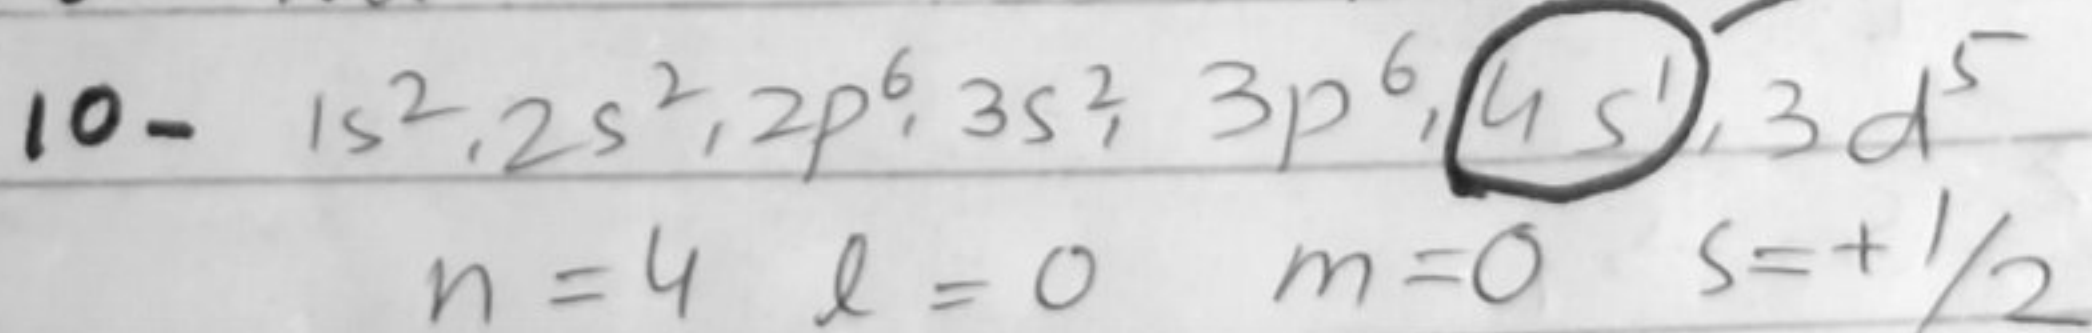 10- 1s², 2s², 2p⁶, 3s², 3p⁶, 4s¹, 3d⁵
n = 4 l = 0 m = 0 s = + 1/2